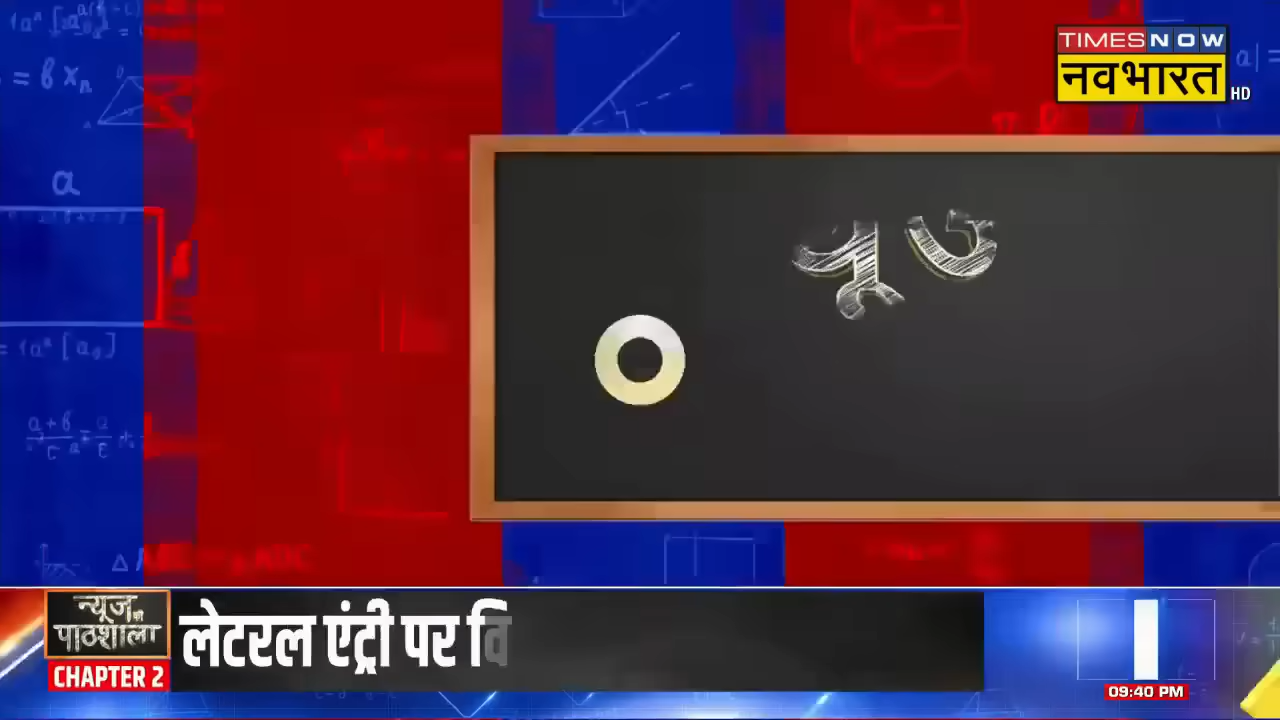 TIMES NOW
नवभारत
HD
a
न्यूज की
पाठशाला
CHAPTER 2
लेटरल एंट्री पर वि
09:40 PM